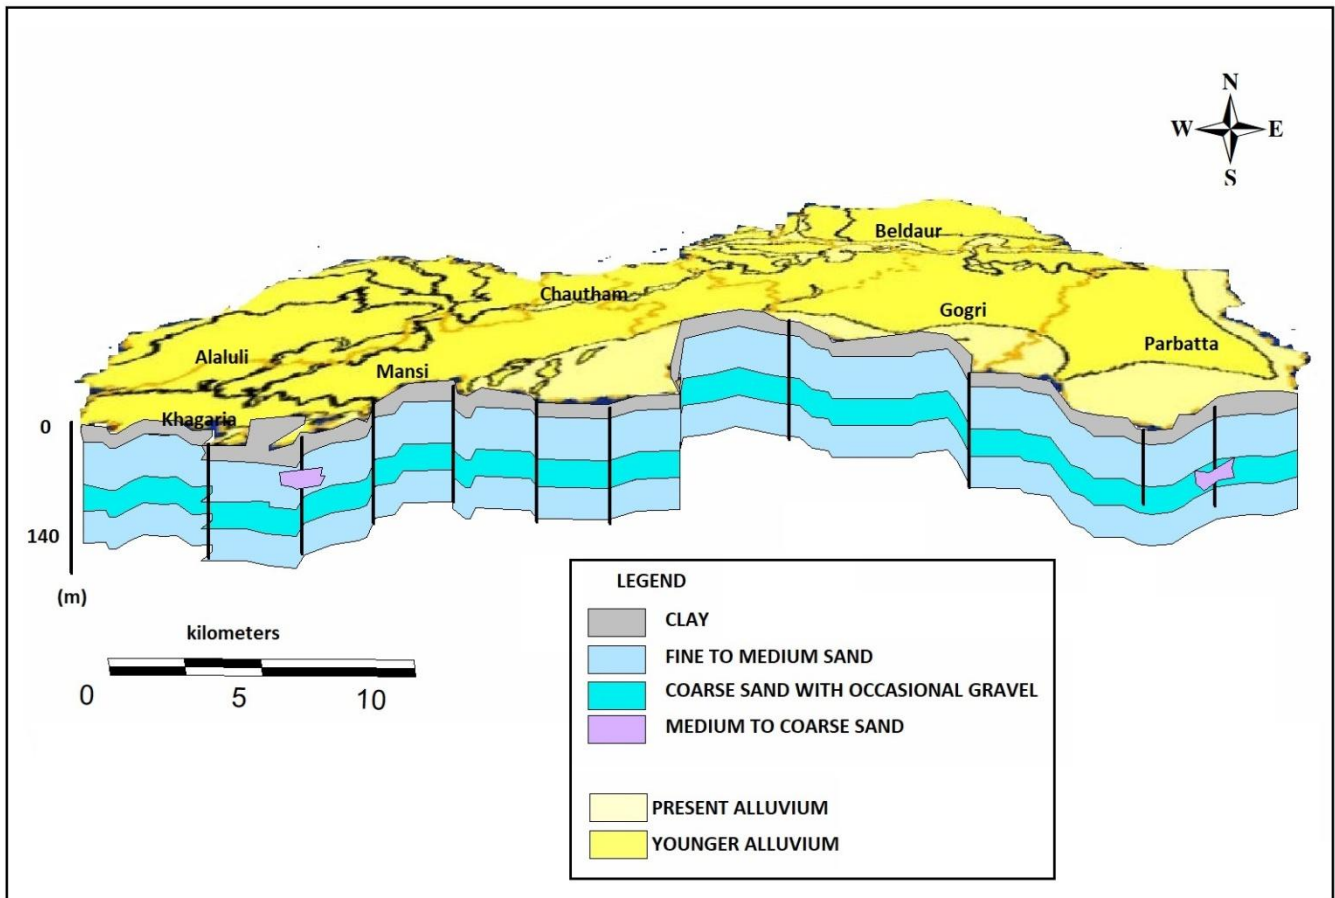 N
W E
S
Beldaur
Chautham
Gogri
Alaluli
Parbatta
Mansi
Khagaria
0
140
(m)
kilometers
0 5 10
LEGEND
CLAY
FINE TO MEDIUM SAND
COARSE SAND WITH OCCASIONAL GRAVEL
MEDIUM TO COARSE SAND
PRESENT ALLUVIUM
YOUNGER ALLUVIUM